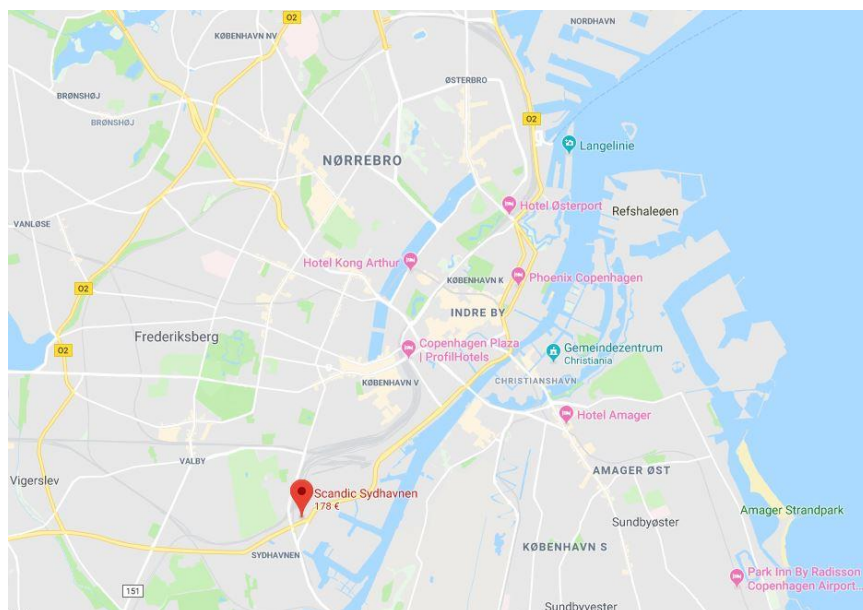 O2
NORDHAVN
KØBENHAVN NV
O2
ØSTERBRO
BRØNSHØJ
BRØNSHØJ
O2
Langelinie
NØRREBRO
Hotel Østerport
Refshaleøen
VANLØSE
Hotel Kong Arthur
KØBENHAVN K
Phoenix Copenhagen
O2
INDRE BY
Frederiksberg
Copenhagen Plaza
| ProfilHotels
Gemeindezentrum
Christiania
O2
KØBENHAVN V
CHRISTIANSHAVN
Hotel Amager
VALBY
AMAGER ØST
Vigerslev
Scandic Sydhavnen
178 €
Amager Strandpark
Sundbyøster
SYDHAVNEN
KØBENHAVN S
Park Inn By Radisson
Copenhagen Airport...
151
Sundbyvester